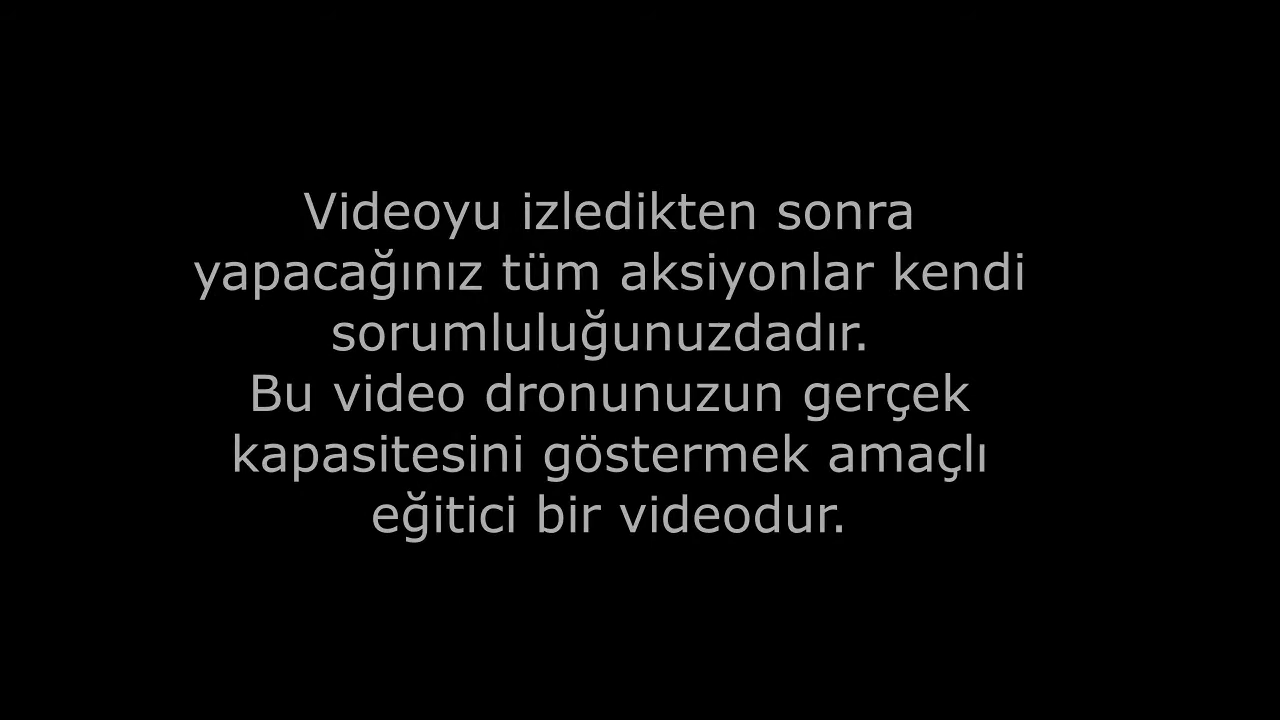 Videoyu izledikten sonra
yapacağınız tüm aksiyonlar kendi
sorumluluğunuzdadır.
Bu video dronunuzun gerçek
kapasitesini göstermek amaçlı
eğitici bir videodur.